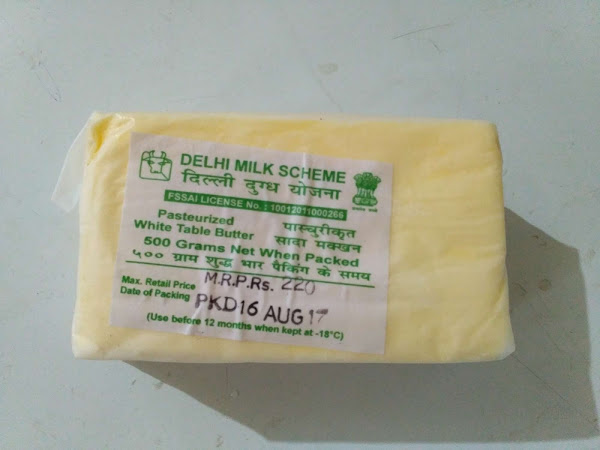 DELHI MILK SCHEME
दिल्ली दुग्ध योजना
FSSAI LICENSE No. : 10012011000266
Pasteurized पास्चुरीकृत
White Table Butter सादा मक्खन
500 Grams Net When Packed
५०० ग्राम शुद्ध भार पैकिंग के समय
Max. Retail Price M.R.P.Rs. 220
Date of Packing PKD16 AUG 17
(Use before 12 months when kept at -18°C)